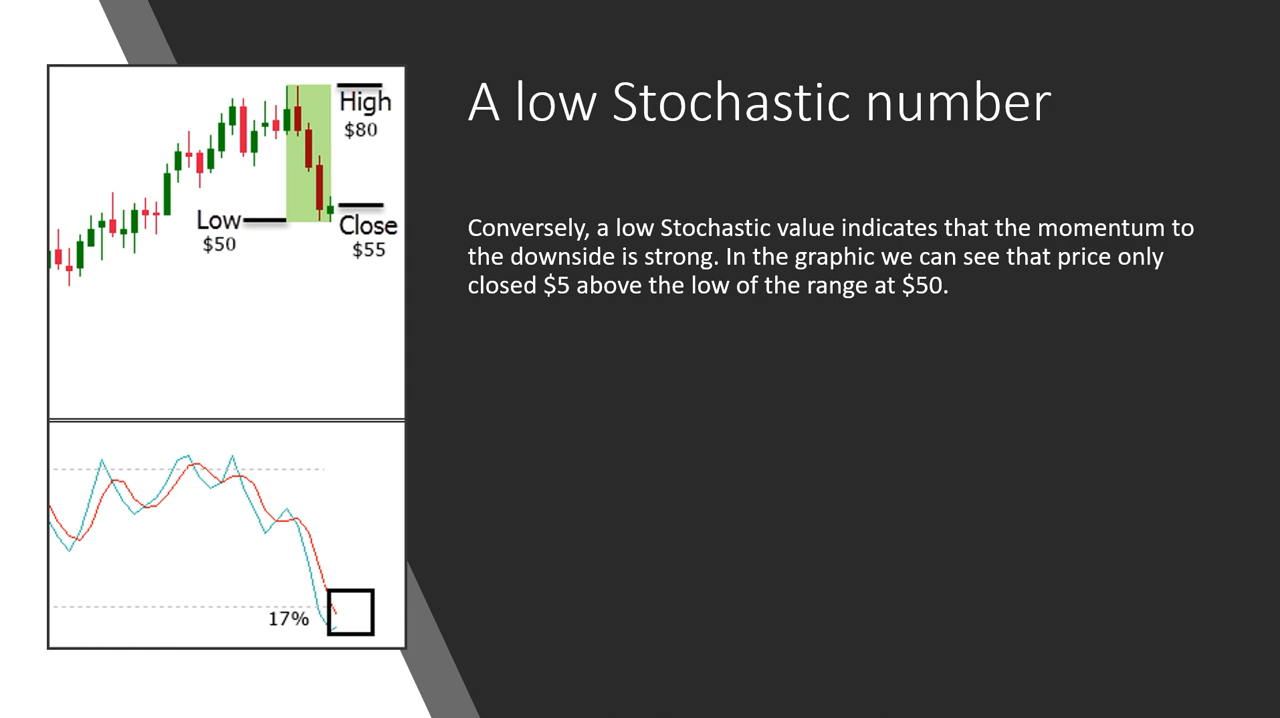 A low Stochastic number
Conversely, a low Stochastic value indicates that the momentum to
the downside is strong. In the graphic we can see that price only
closed $5 above the low of the range at $50.
High
$80
Low
$50
Close
$55
17%